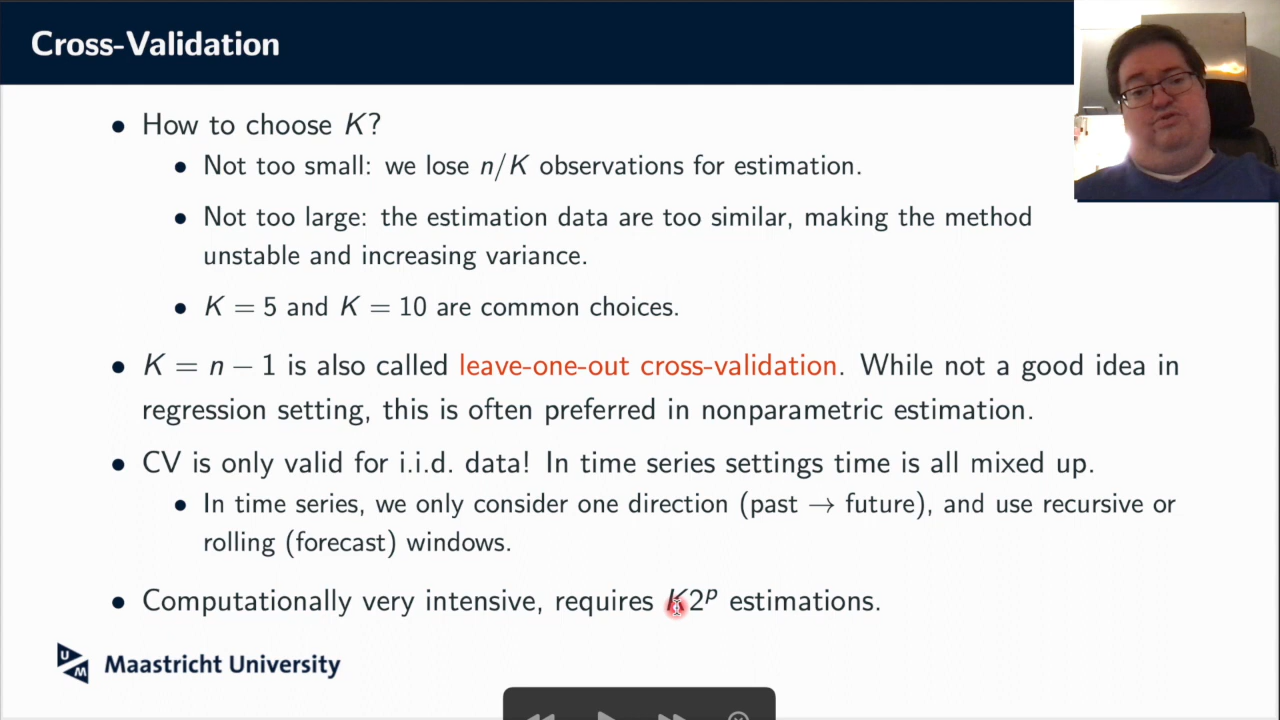 Cross-Validation
• How to choose K?
• Not too small: we lose n/K observations for estimation.
• Not too large: the estimation data are too similar, making the method
unstable and increasing variance.
• K = 5 and K = 10 are common choices.
• K = n − 1 is also called leave-one-out cross-validation. While not a good idea in
regression setting, this is often preferred in nonparametric estimation.
• CV is only valid for i.i.d. data! In time series settings time is all mixed up.
• In time series, we only consider one direction (past → future), and use recursive or
rolling (forecast) windows.
• Computationally very intensive, requires K2ᵖ estimations.
UM Maastricht University